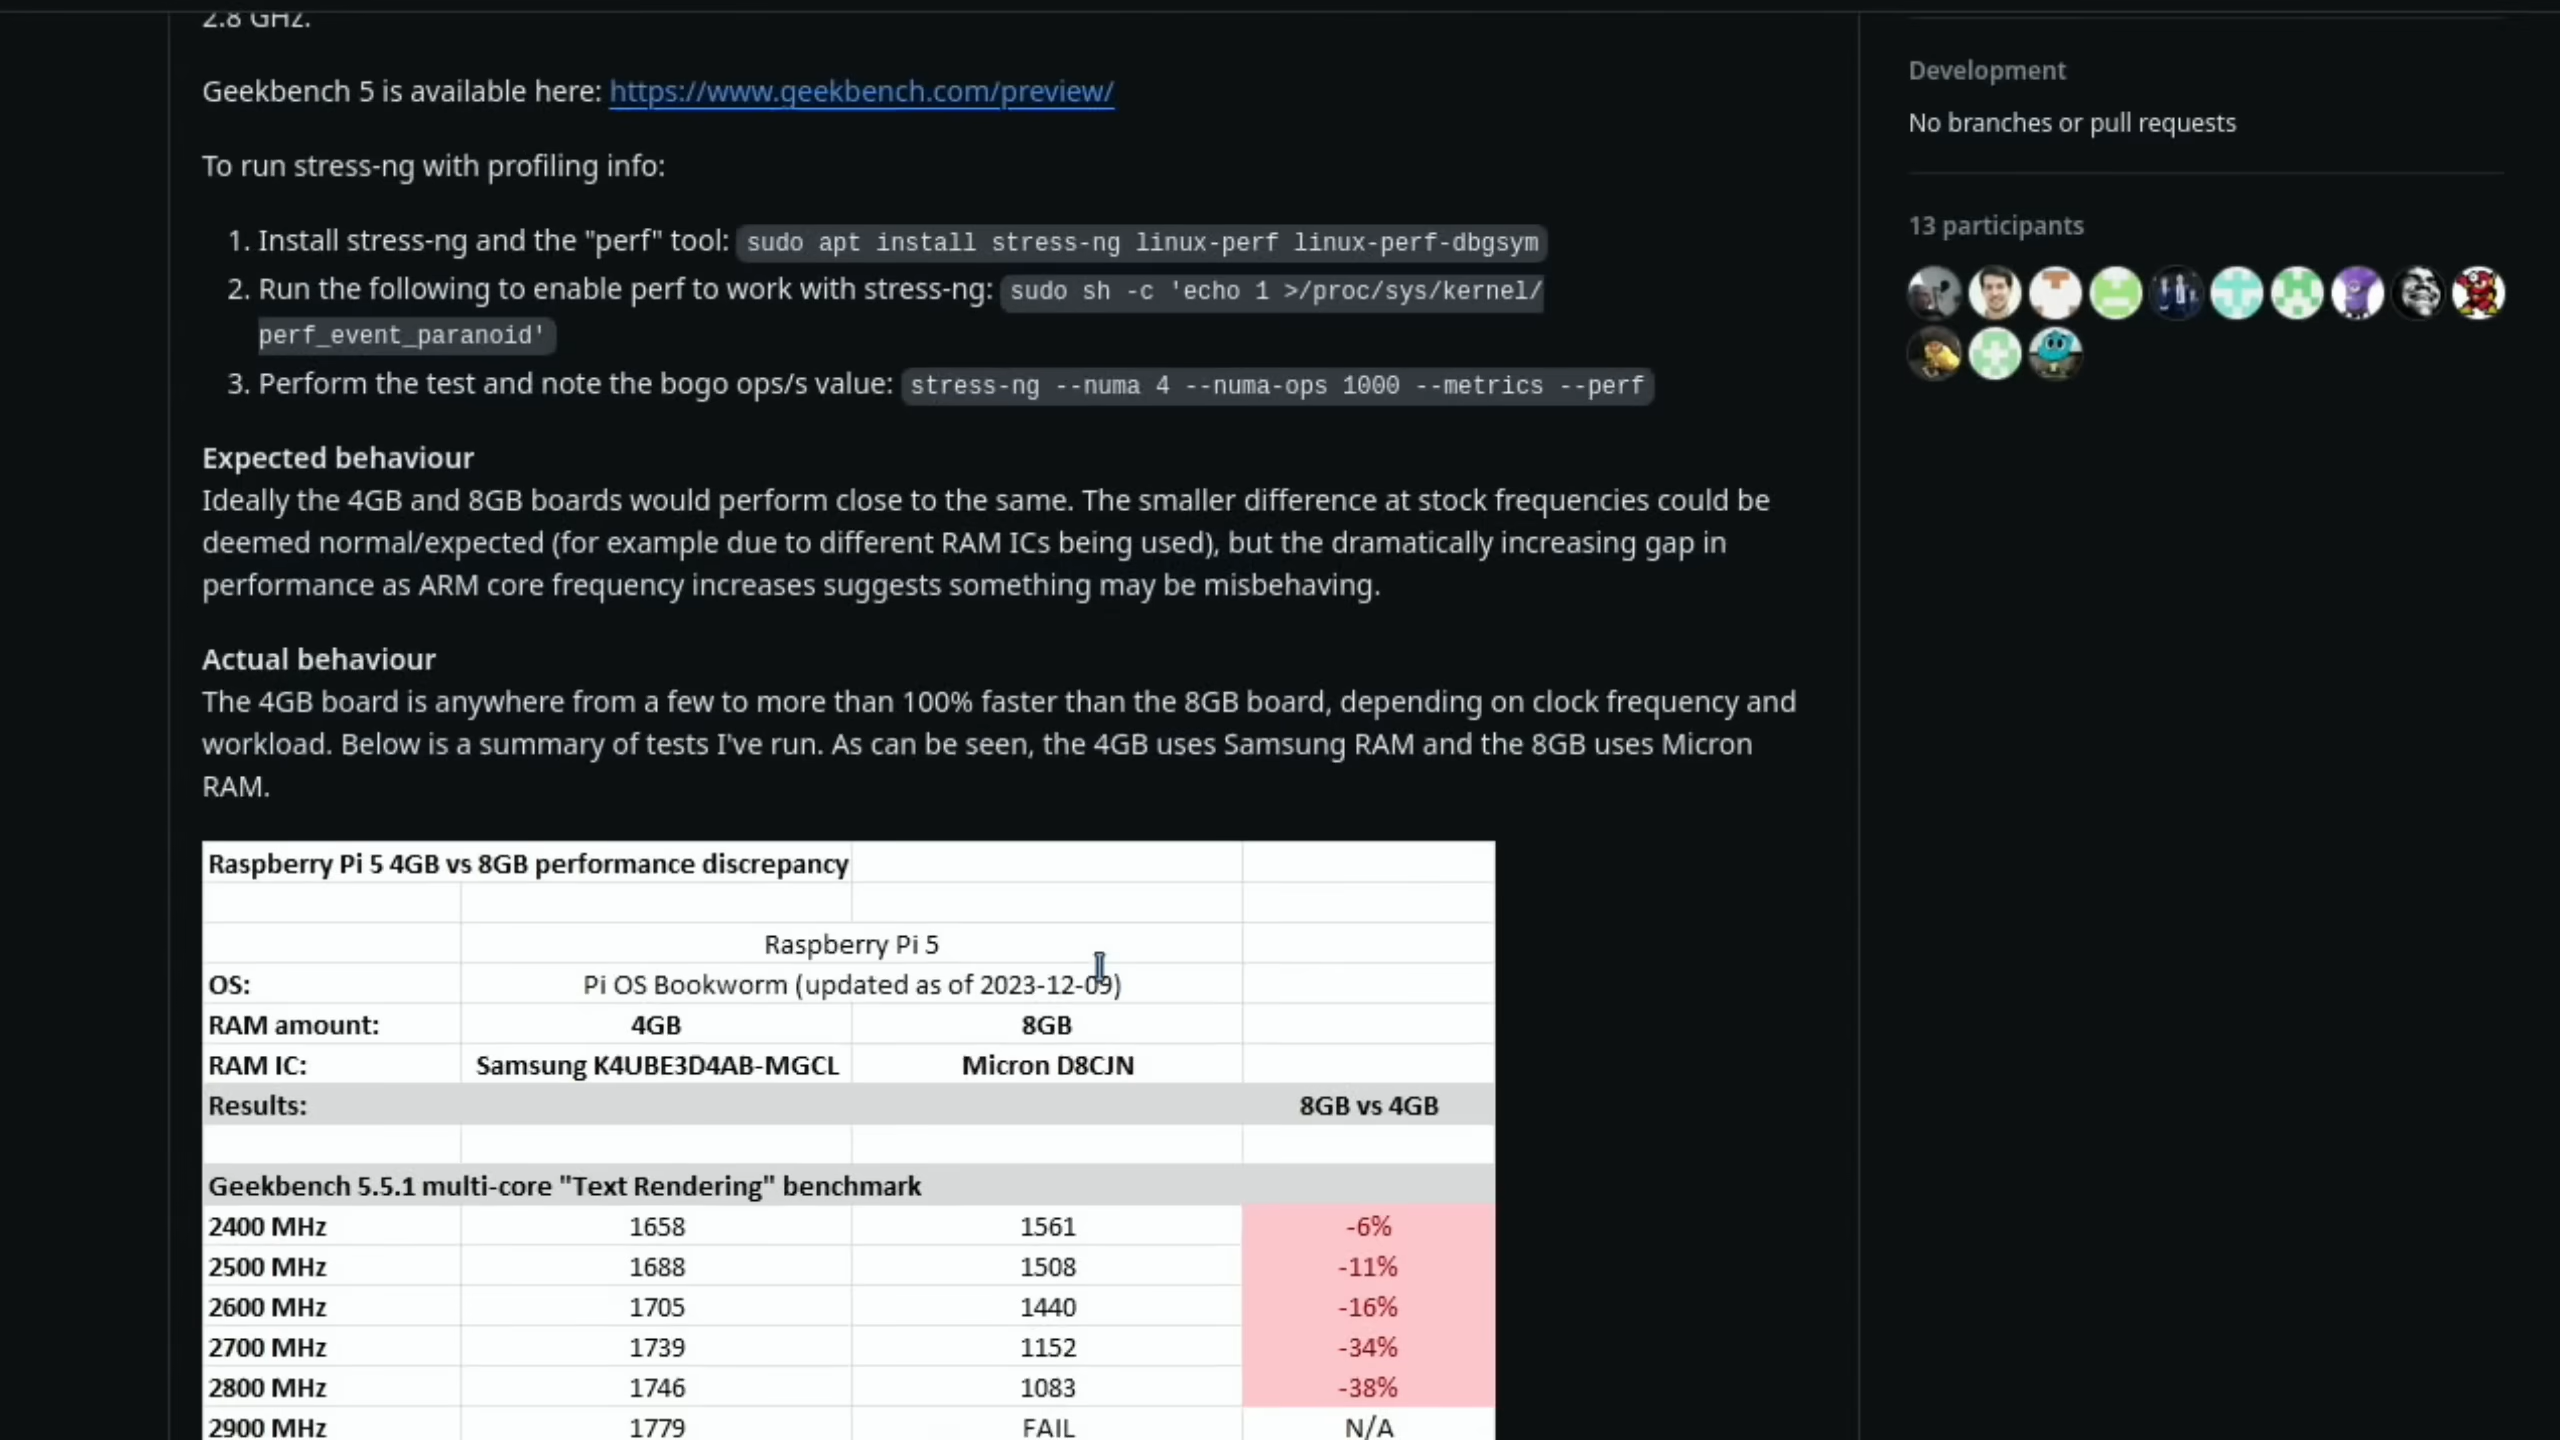 2.8 GHz.
Geekbench 5 is available here: https://www.geekbench.com/preview/
To run stress-ng with profiling info:
1. Install stress-ng and the "perf" tool: sudo apt install stress-ng linux-perf linux-perf-dbgsym
2. Run the following to enable perf to work with stress-ng: sudo sh -c 'echo 1 >/proc/sys/kernel/
perf_event_paranoid'
3. Perform the test and note the bogo ops/s value: stress-ng --numa 4 --numa-ops 1000 --metrics --perf
Expected behaviour
Ideally the 4GB and 8GB boards would perform close to the same. The smaller difference at stock frequencies could be
deemed normal/expected (for example due to different RAM ICs being used), but the dramatically increasing gap in
performance as ARM core frequency increases suggests something may be misbehaving.
Actual behaviour
The 4GB board is anywhere from a few to more than 100% faster than the 8GB board, depending on clock frequency and
workload. Below is a summary of tests I've run. As can be seen, the 4GB uses Samsung RAM and the 8GB uses Micron
RAM.
Raspberry Pi 5 4GB vs 8GB performance discrepancy
Raspberry Pi 5
OS: Pi OS Bookworm (updated as of 2023-12-09)
RAM amount: 4GB 8GB
RAM IC: Samsung K4UBE3D4AB-MGCL Micron D8CJN
Results: 8GB vs 4GB
Geekbench 5.5.1 multi-core "Text Rendering" benchmark
2400 MHz 1658 1561 -6%
2500 MHz 1688 1508 -11%
2600 MHz 1705 1440 -16%
2700 MHz 1739 1152 -34%
2800 MHz 1746 1083 -38%
2900 MHz 1779 FAIL N/A
Development
No branches or pull requests
13 participants